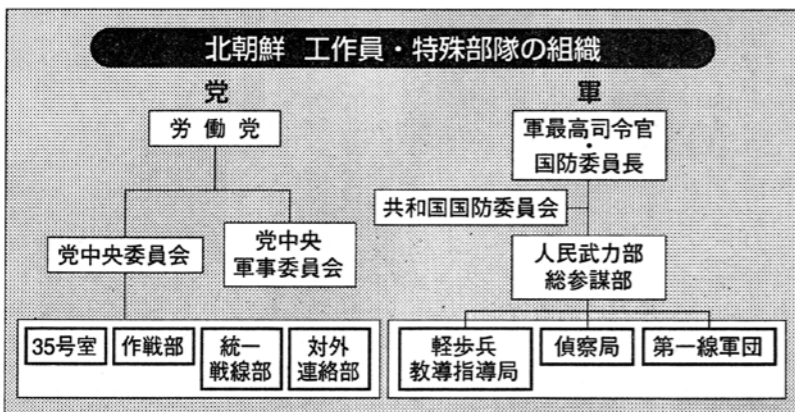 北朝鮮 工作員・特殊部隊の組織
党
労働党
党中央委員会
党中央
軍事委員会
35号室
作戦部
統一
戦線部
対外
連絡部
軍
軍最高司令官
・
国防委員長
共和国国防委員会
人民武力部
総参謀部
軽歩兵
教導指導局
偵察局
第一線軍団